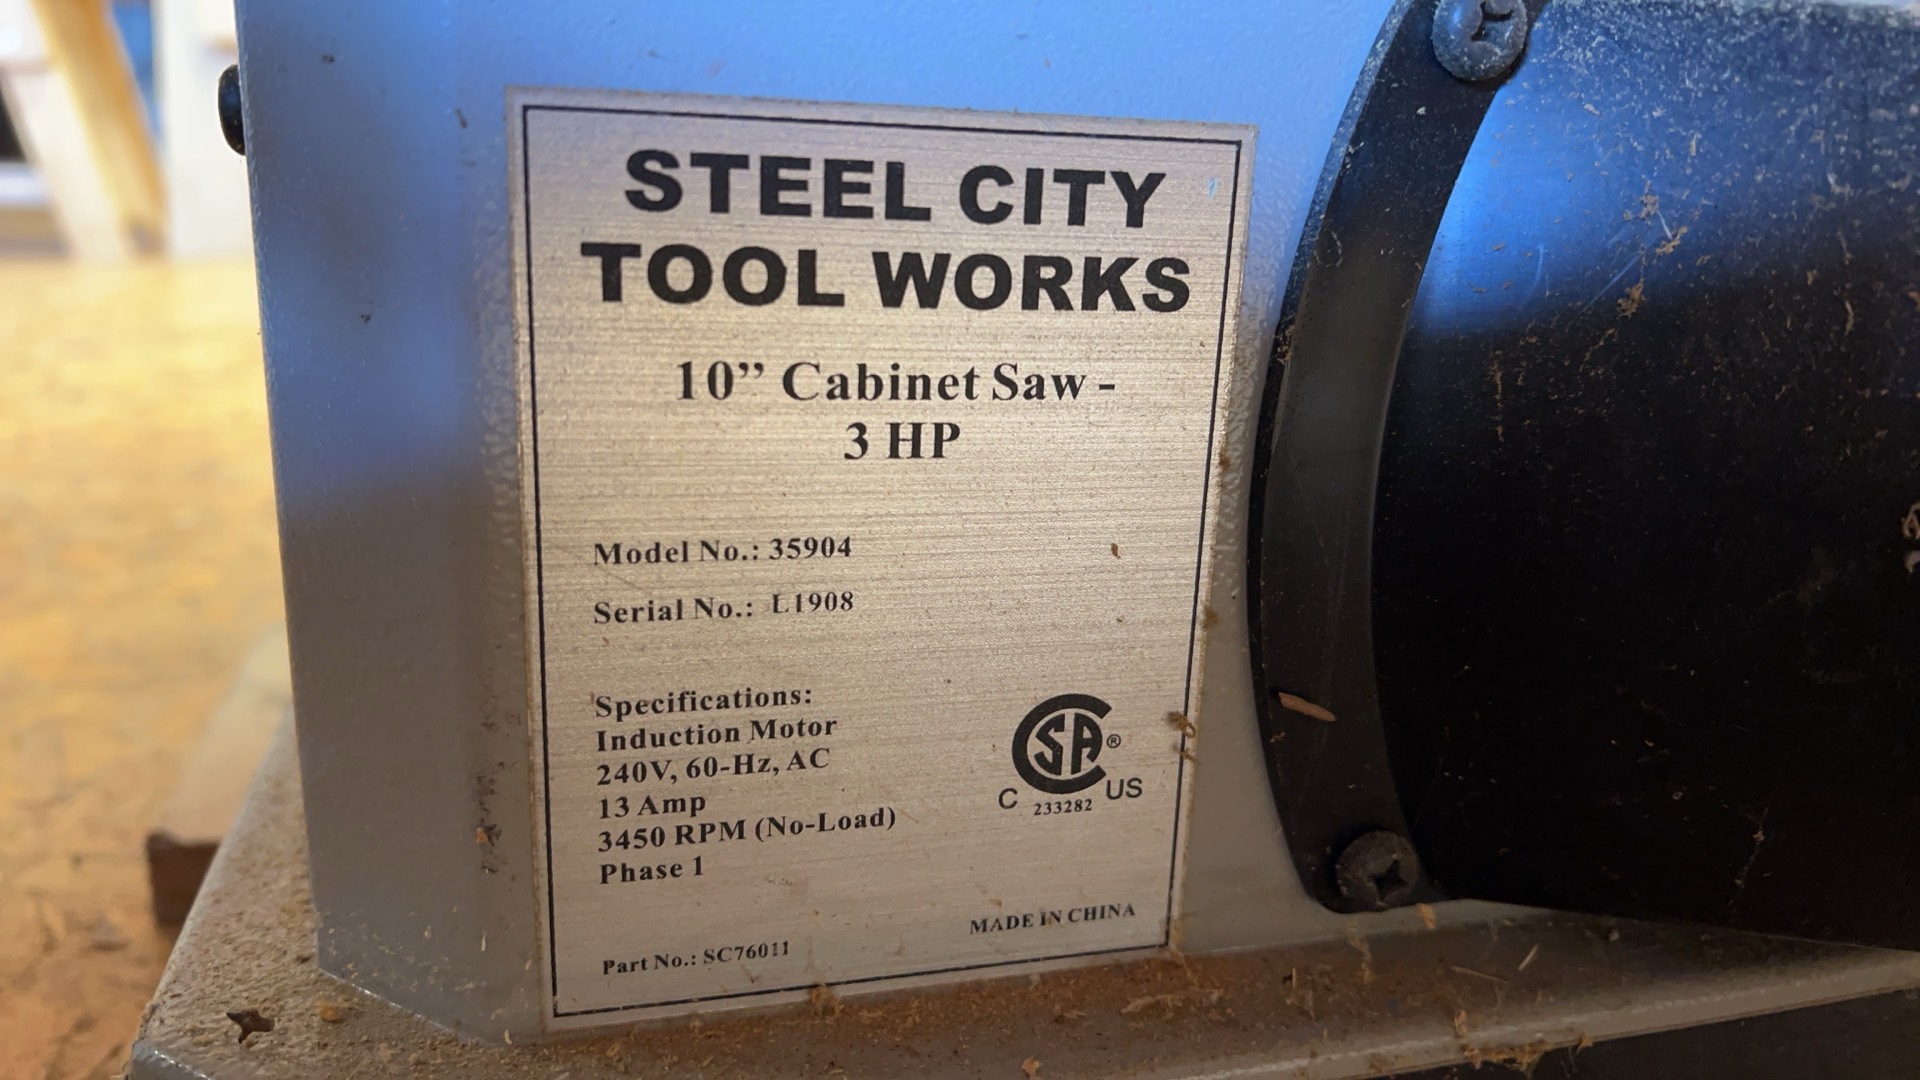 STEEL CITY
TOOL WORKS
10” Cabinet Saw -
3 HP
Model No.: 35904
Serial No.: L1908
Specifications:
Induction Motor
240V, 60-Hz, AC
13 Amp
3450 RPM (No-Load)
Phase 1
CSA®
C US
233282
MADE IN CHINA
Part No.: SC76011